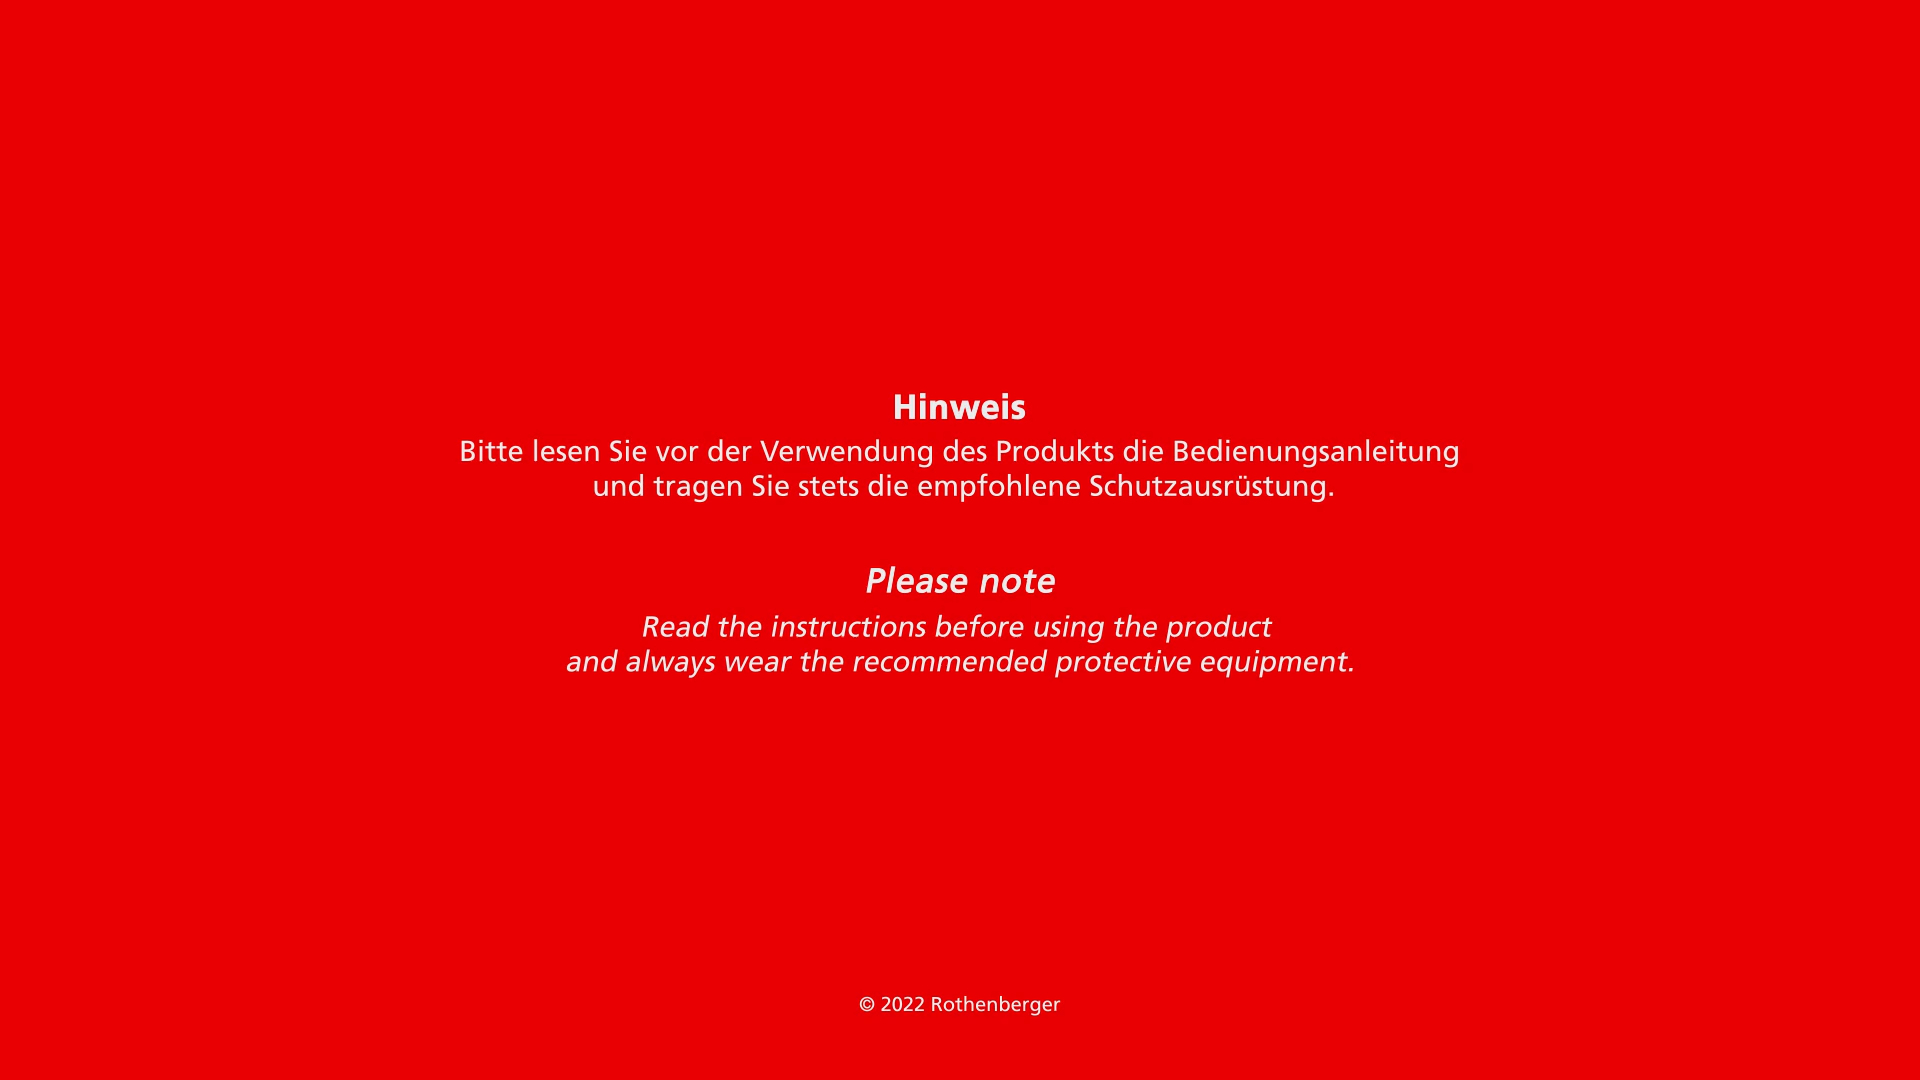 Hinweis
Bitte lesen Sie vor der Verwendung des Produkts die Bedienungsanleitung
und tragen Sie stets die empfohlene Schutzausrüstung.
Please note
Read the instructions before using the product
and always wear the recommended protective equipment.
© 2022 Rothenberger